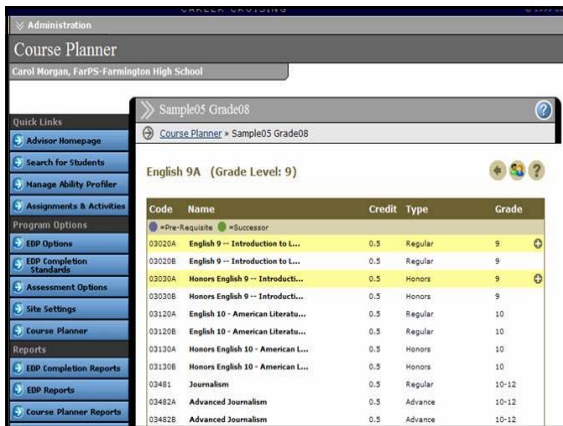 CAREER CRUISING
Administration
Course Planner
Carol Morgan, FarPS-Farmington High School
Quick Links
Advisor Homepage
Search for Students
Manage Ability Profiler
Assignments & Activities
Program Options
EDP Options
EDP Completion
Standards
Assessment Options
Site Settings
Course Planner
Reports
EDP Completion Reports
EDP Reports
Course Planner Reports
Sample05 Grade08
?
Course Planner » Sample05 Grade08
English 9A (Grade Level: 9)
?
Code Name Credit Type Grade
=Pre-Requisite =Successor
03020A English 9 -- Introduction to L... 0.5 Regular 9
03020B English 9 -- Introduction to L... 0.5 Regular 9
03030A Honors English 9 -- Introducti... 0.5 Honors 9
03030B Honors English 9 -- Introducti... 0.5 Honors 9
03120A English 10 - American Literatu... 0.5 Regular 10
03120B English 10 - American Literatu... 0.5 Regular 10
03130A Honors English 10 - American L... 0.5 Honors 10
03130B Honors English 10 - American L... 0.5 Honors 10
03481 Journalism 0.5 Regular 10-12
03482A Advanced Journalism 0.5 Advance 10-12
03482B Advanced Journalism 0.5 Advance 10-12